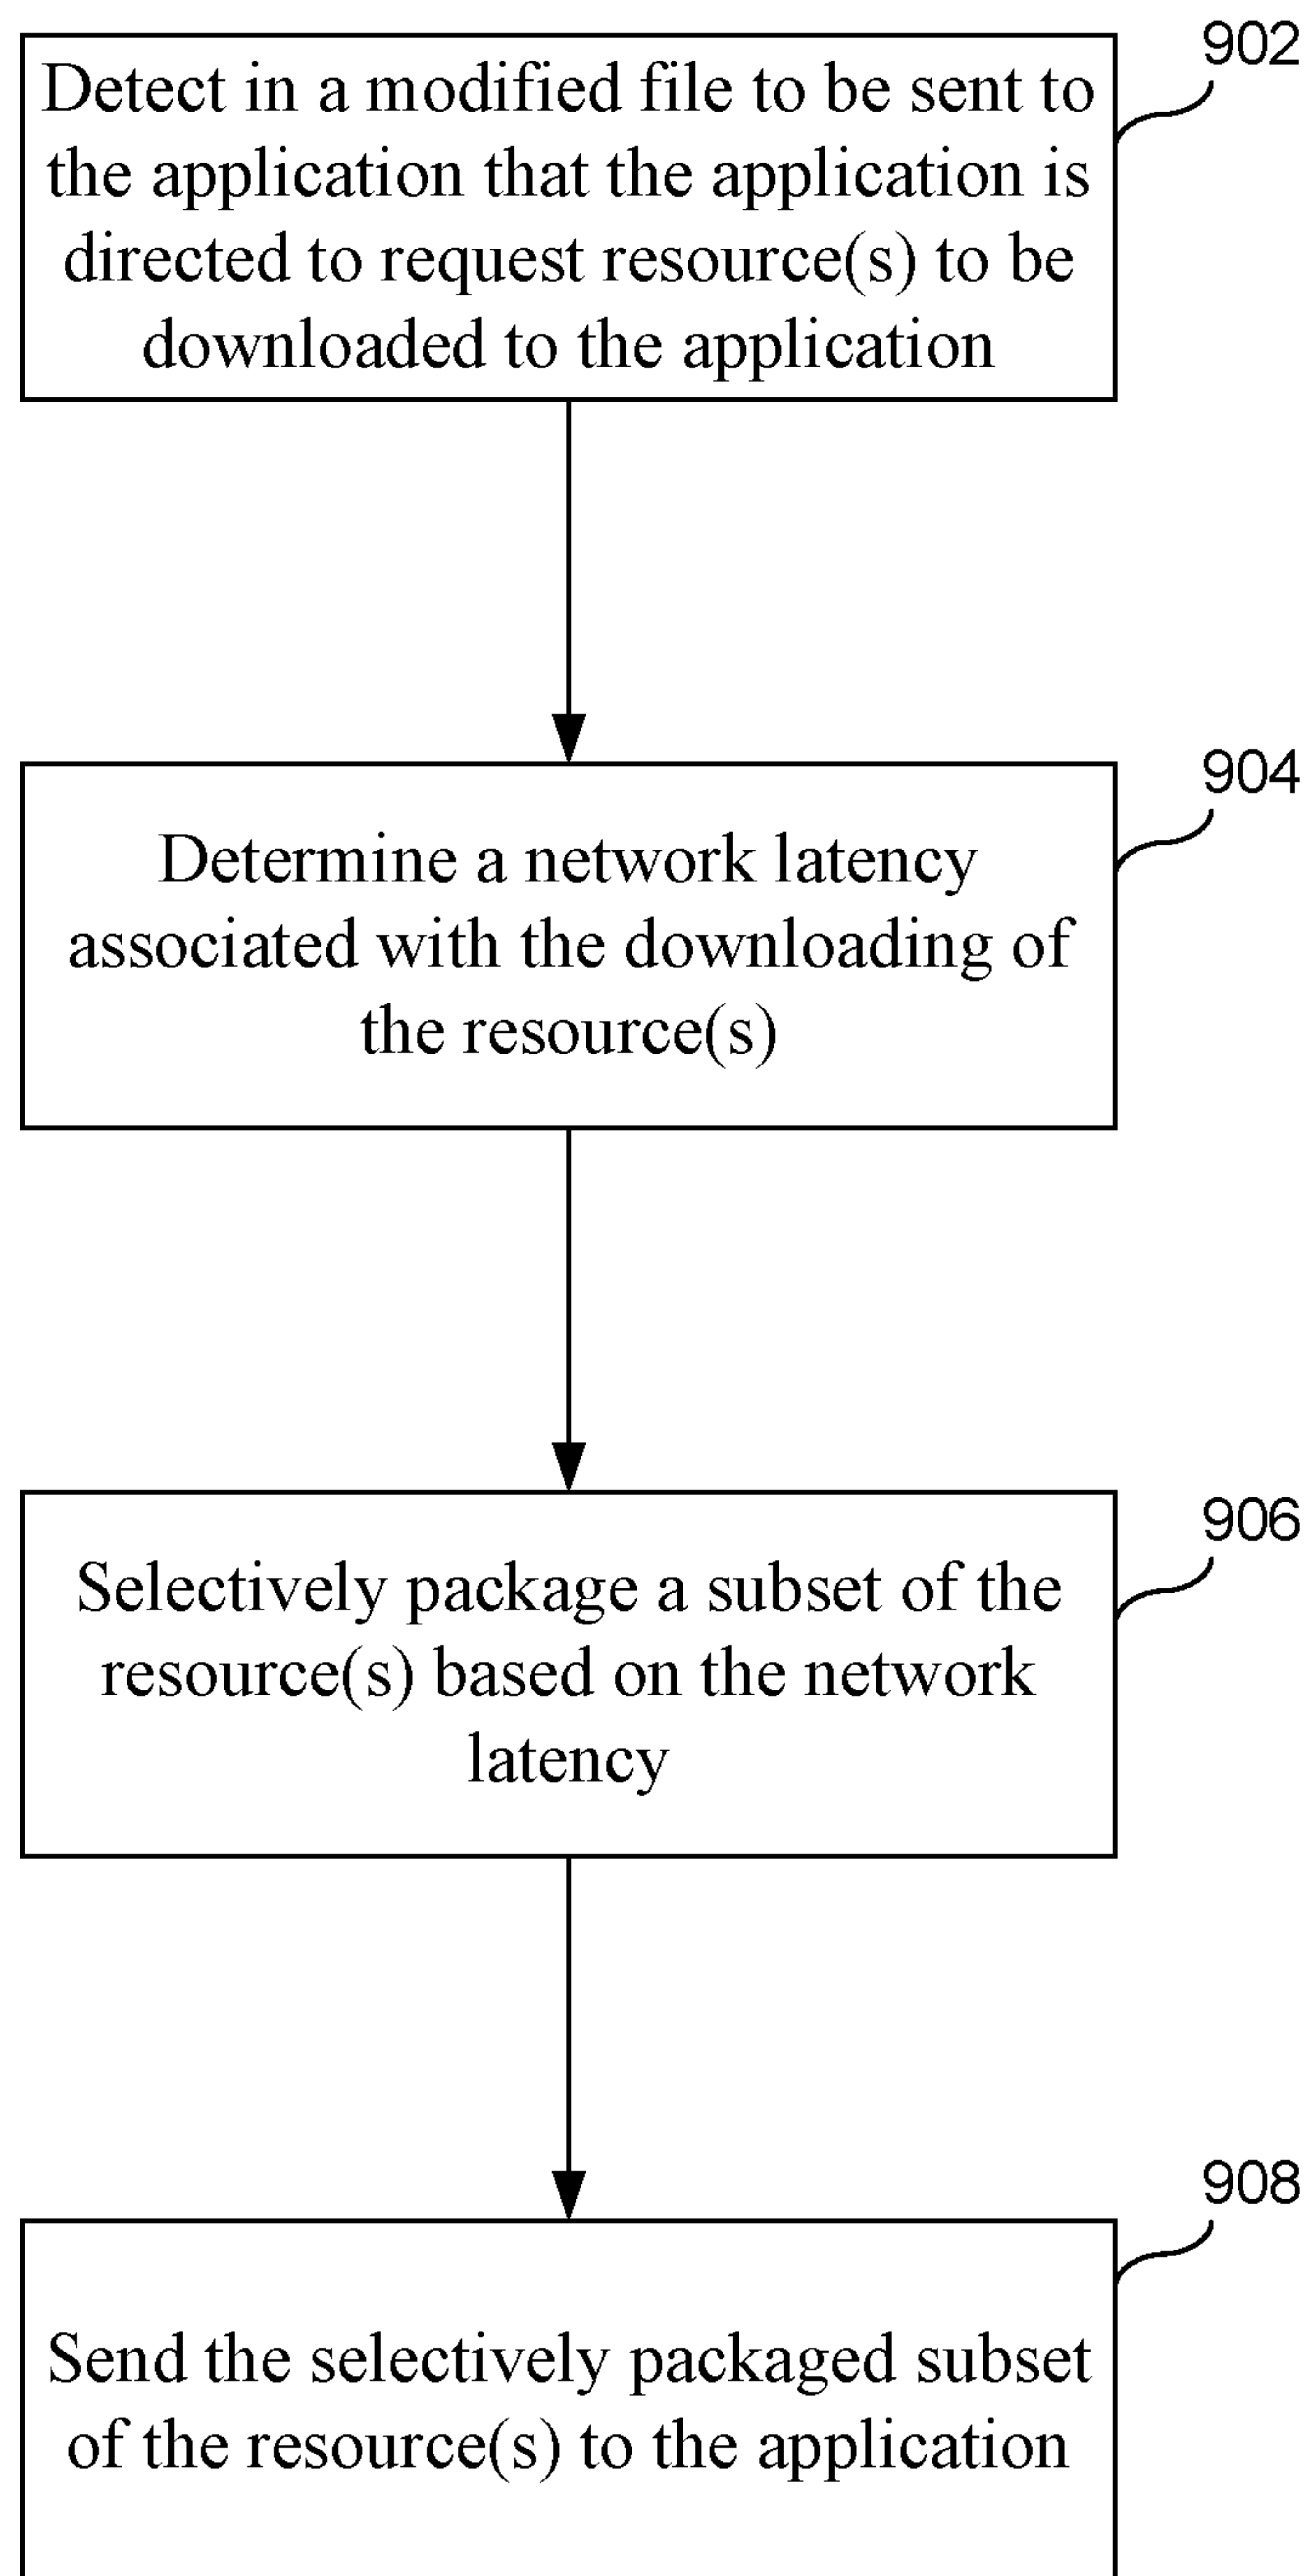 902
Detect in a modified file to be sent to
the application that the application is
directed to request resource(s) to be
downloaded to the application
904
Determine a network latency
associated with the downloading of
the resource(s)
906
Selectively package a subset of the
resource(s) based on the network
latency
908
Send the selectively packaged subset
of the resource(s) to the application